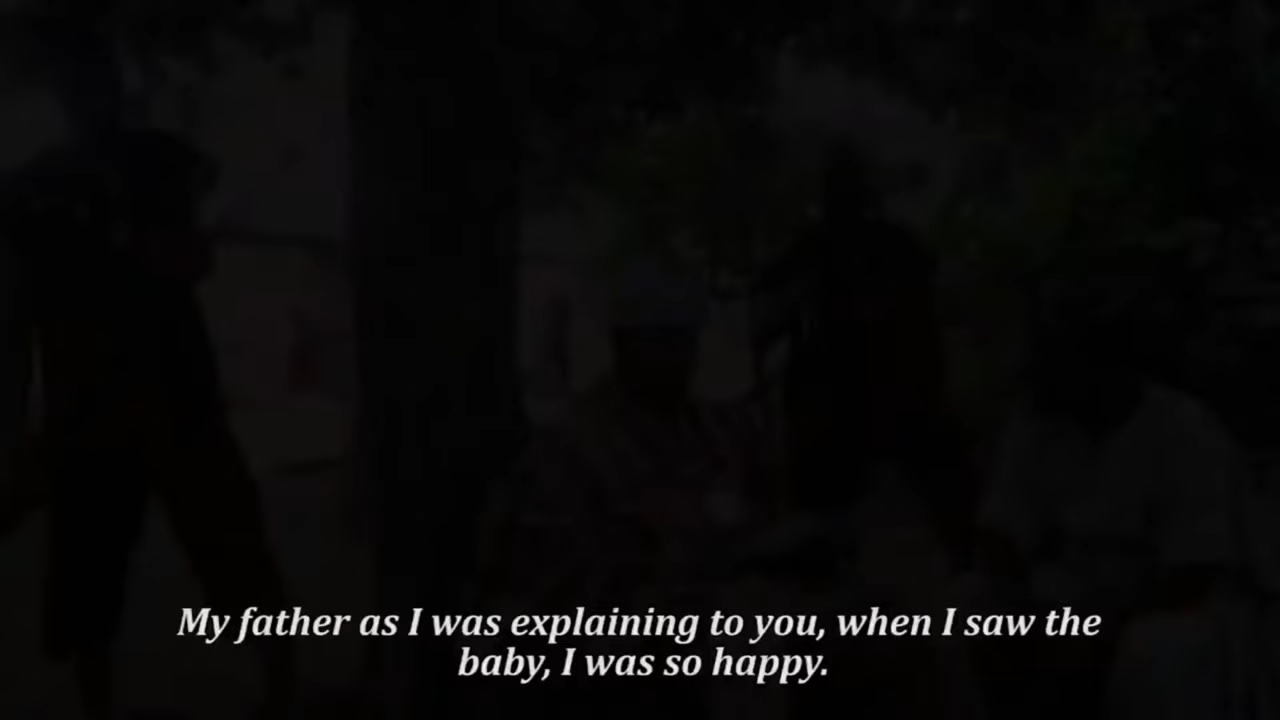 My father as I was explaining to you, when I saw the
baby, I was so happy.